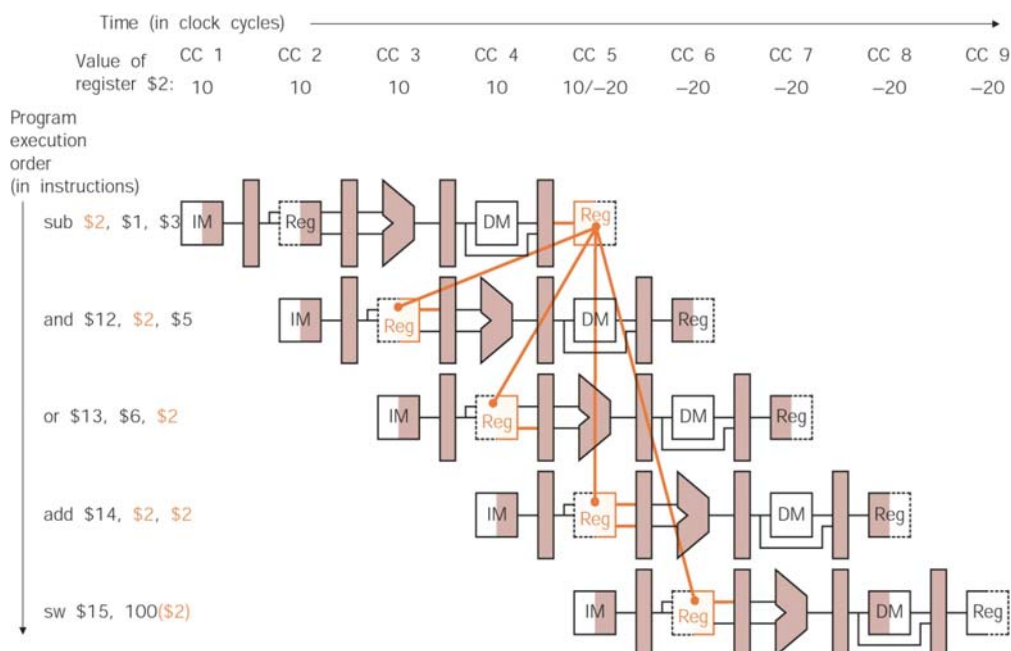 Time (in clock cycles)
Value of register $2:
CC 1 CC 2 CC 3 CC 4 CC 5 CC 6 CC 7 CC 8 CC 9
10 10 10 10 10/–20 –20 –20 –20 –20
Program
execution
order
(in instructions)
sub $2, $1, $3 IM Reg DM Reg
and $12, $2, $5 IM Reg DM Reg
or $13, $6, $2 IM Reg DM Reg
add $14, $2, $2 IM Reg DM Reg
sw $15, 100($2) IM Reg DM Reg